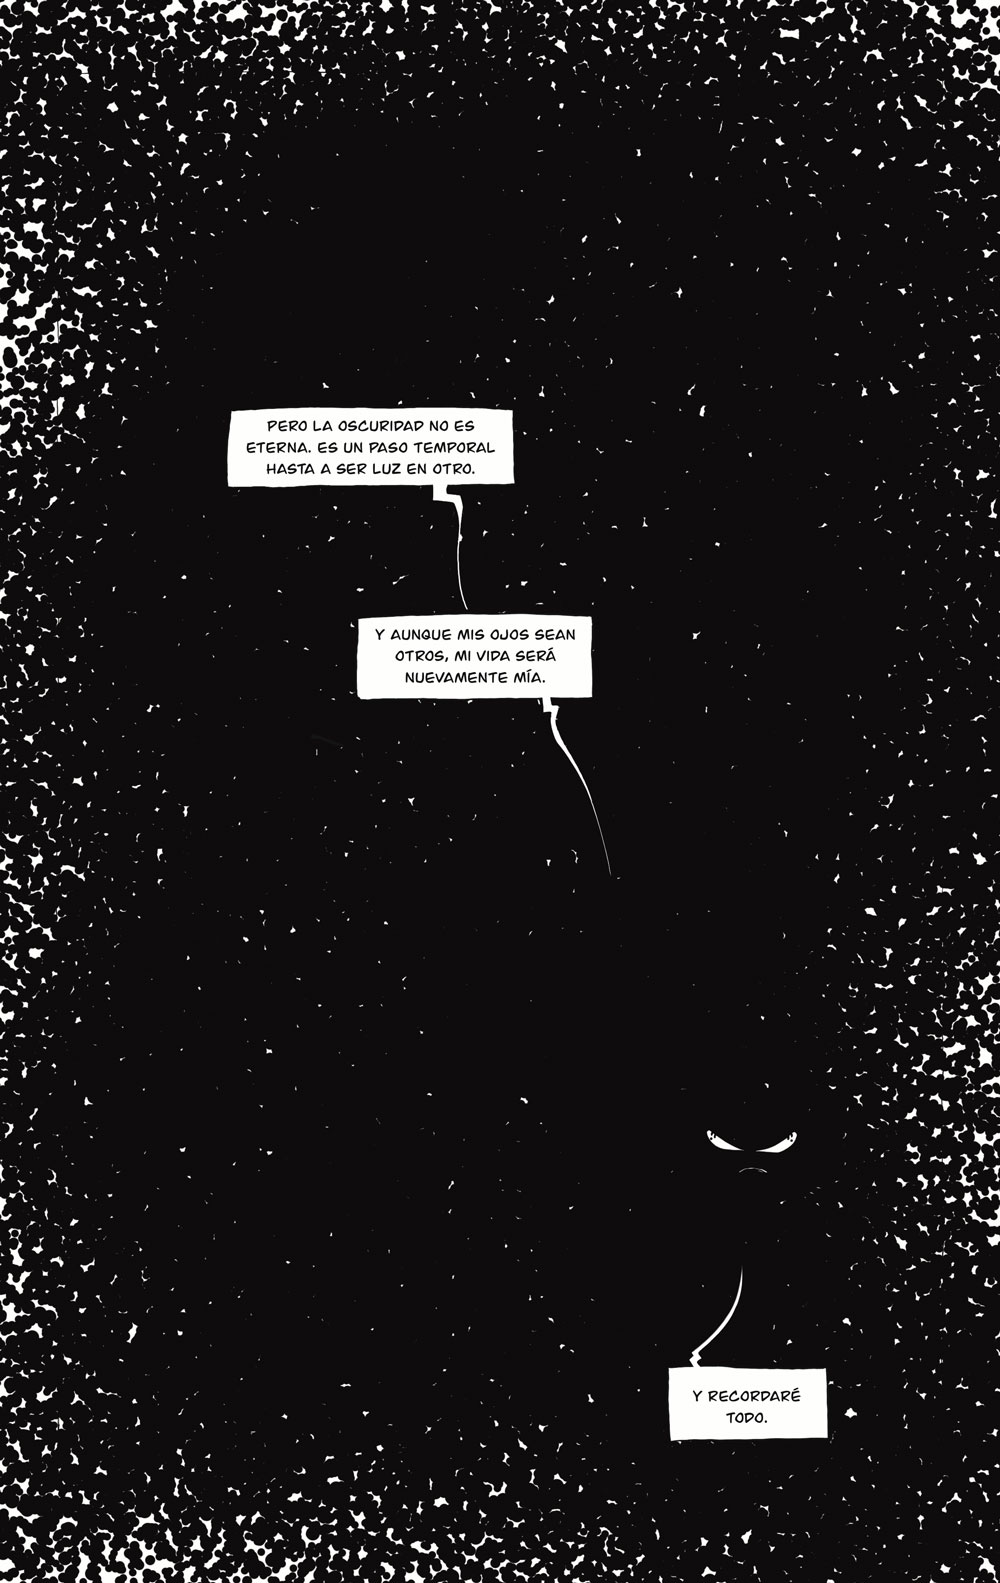 PERO LA OSCURIDAD NO ES
ETERNA. ES UN PASO TEMPORAL
HASTA A SER LUZ EN OTRO.
Y AUNQUE MIS OJOS SEAN
OTROS, MI VIDA SERÁ
NUEVAMENTE MÍA.
Y RECORDARÉ
TODO.